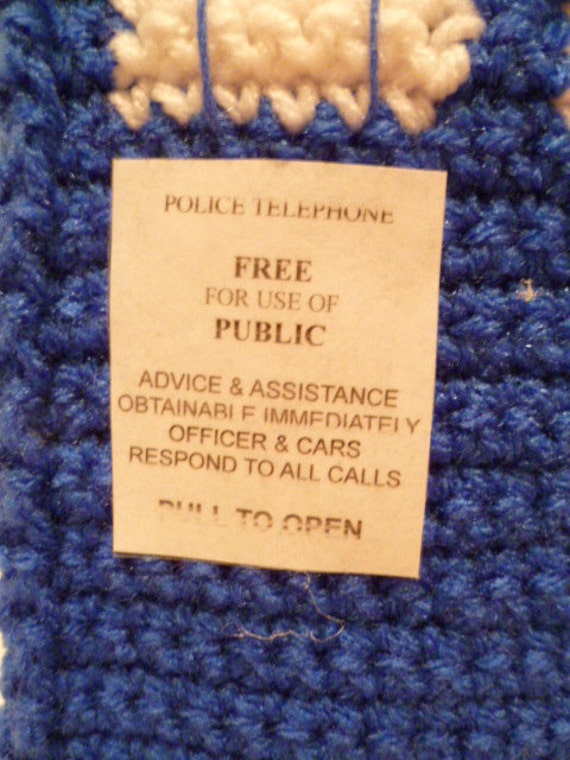 POLICE TELEPHONE
FREE
FOR USE OF
PUBLIC
ADVICE & ASSISTANCE
OBTAINABLE IMMEDIATELY
OFFICER & CARS
RESPOND TO ALL CALLS
PULL TO OPEN